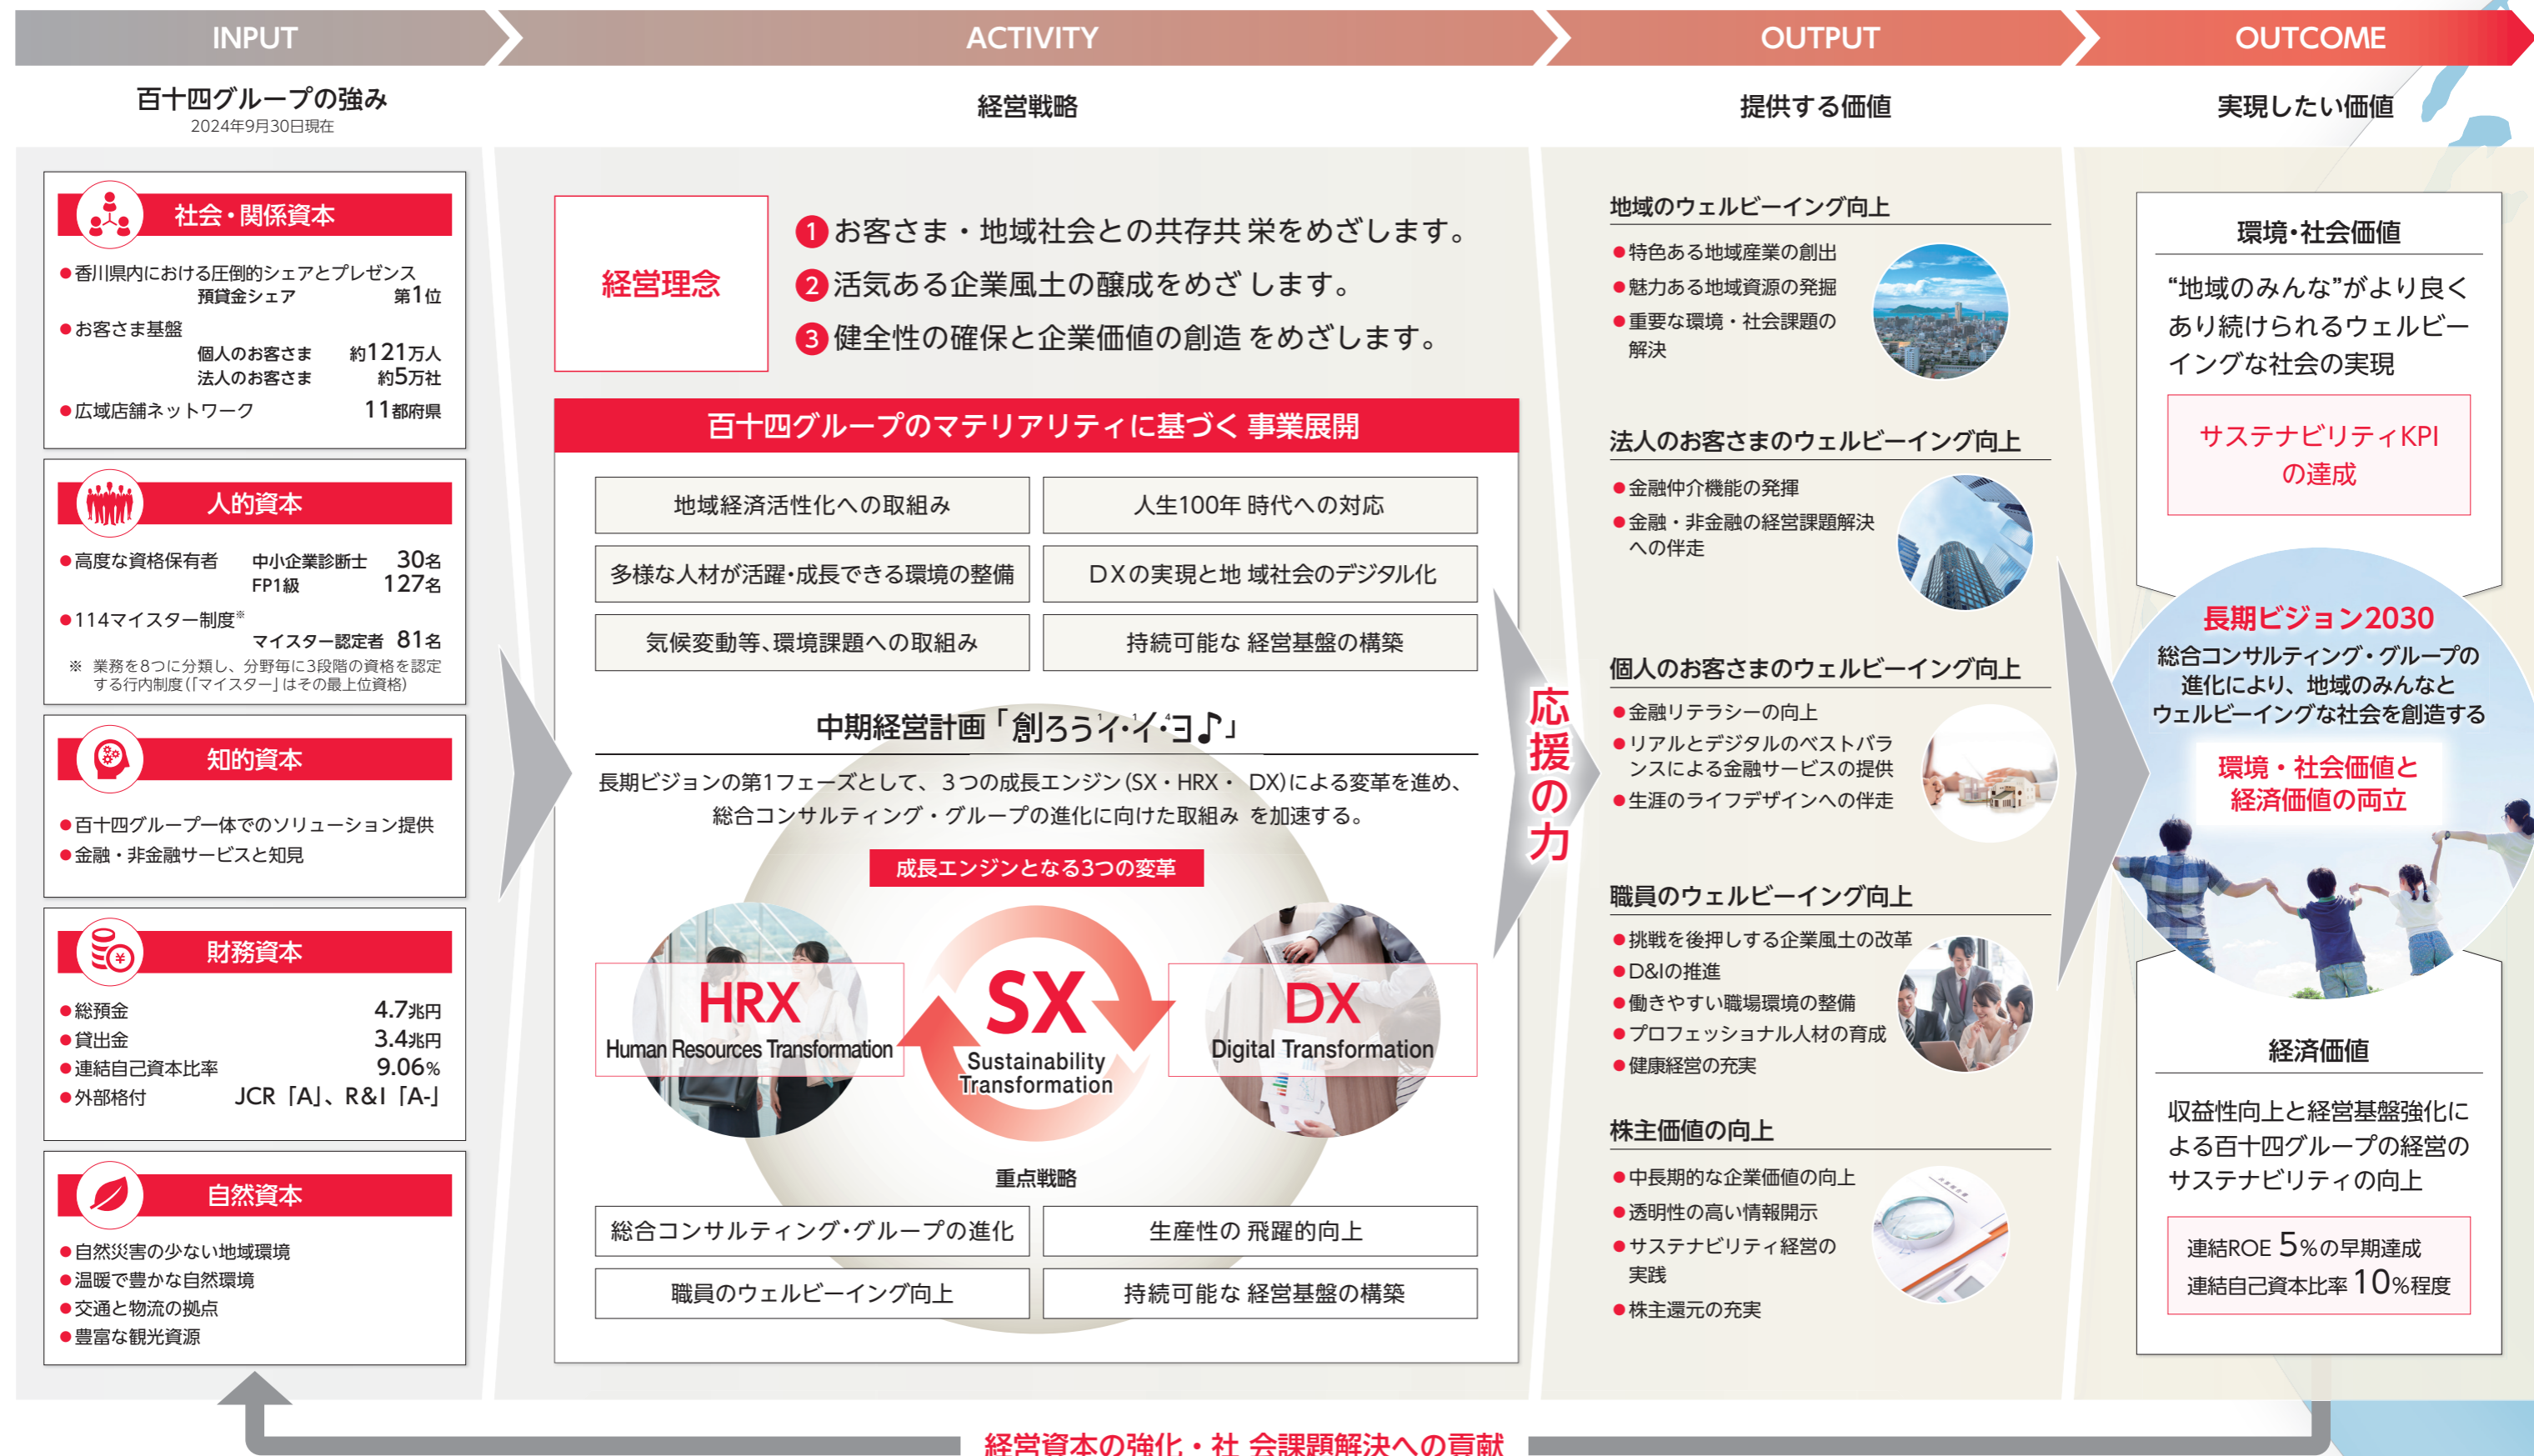 INPUT
ACTIVITY
OUTPUT
OUTCOME
百十四グループの強み
2024年9月30日現在
経営戦略
提供する価値
実現したい価値
社会・関係資本
●香川県内における圧倒的シェアとプレゼンス
預貸金シェア 第1位
●お客さま基盤
個人のお客さま 約121万人
法人のお客さま 約5万社
●広域店舗ネットワーク 11都府県
人的資本
●高度な資格保有者 中小企業診断士 30名
FP1級 127名
●114マイスター制度※
マイスター認定者 81名
※ 業務を8つに分類し、分野毎に3段階の資格を認定
する行内制度(「マイスター」はその最上位資格)
知的資本
●百十四グループ一体でのソリューション提供
●金融・非金融サービスと知見
財務資本
●総預金 4.7兆円
●貸出金 3.4兆円
●連結自己資本比率 9.06%
●外部格付 JCR「A」、R&I「A-」
自然資本
●自然災害の少ない地域環境
●温暖で豊かな自然環境
●交通と物流の拠点
●豊富な観光資源
経営理念
1 お客さま・地域社会との共存共栄をめざします。
2 活気ある企業風土の醸成をめざします。
3 健全性の確保と企業価値の創造をめざします。
百十四グループのマテリアリティに基づく事業展開
地域経済活性化への取組み
人生100年時代への対応
多様な人材が活躍・成長できる環境の整備
DXの実現と地域社会のデジタル化
気候変動等、環境課題への取組み
持続可能な経営基盤の構築
中期経営計画「創ろうイ・イ・ヨ♪」
1 1 4
長期ビジョンの第1フェーズとして、3つの成長エンジン(SX・HRX・DX)による変革を進め、
総合コンサルティング・グループの進化に向けた取組みを加速する。
成長エンジンとなる3つの変革
HRX
Human Resources Transformation
SX
Sustainability
Transformation
DX
Digital Transformation
重点戦略
総合コンサルティング・グループの進化
生産性の飛躍的向上
職員のウェルビーイング向上
持続可能な経営基盤の構築
応援の力
地域のウェルビーイング向上
●特色ある地域産業の創出
●魅力ある地域資源の発掘
●重要な環境・社会課題の
解決
法人のお客さまのウェルビーイング向上
●金融仲介機能の発揮
●金融・非金融の経営課題解決
への伴走
個人のお客さまのウェルビーイング向上
●金融リテラシーの向上
●リアルとデジタルのベストバラ
ンスによる金融サービスの提供
●生涯のライフデザインへの伴走
職員のウェルビーイング向上
●挑戦を後押しする企業風土の改革
●D&Iの推進
●働きやすい職場環境の整備
●プロフェッショナル人材の育成
●健康経営の充実
株主価値の向上
●中長期的な企業価値の向上
●透明性の高い情報開示
●サステナビリティ経営の
実践
●株主還元の充実
環境・社会価値
“地域のみんな”がより良く
あり続けられるウェルビー
イングな社会の実現
サステナビリティKPI
の達成
長期ビジョン2030
総合コンサルティング・グループの
進化により、地域のみんなと
ウェルビーイングな社会を創造する
環境・社会価値と
経済価値の両立
経済価値
収益性向上と経営基盤強化に
よる百十四グループの経営の
サステナビリティの向上
連結ROE 5%の早期達成
連結自己資本比率 10%程度
経営資本の強化・社会課題解決への貢献